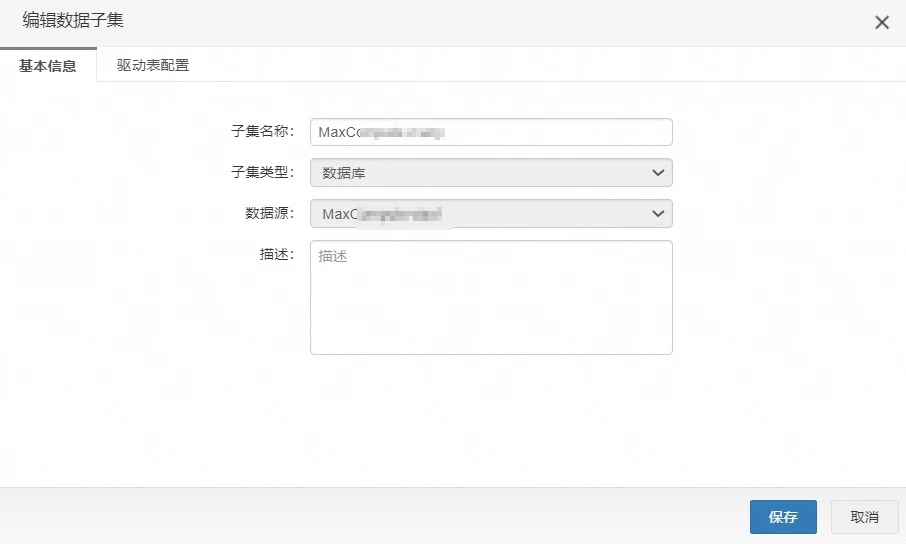 编辑数据子集
基本信息
驱动表配置
子集名称： MaxCo
子集类型： 数据库
数据源： MaxC
描述： 描述
保存
取消